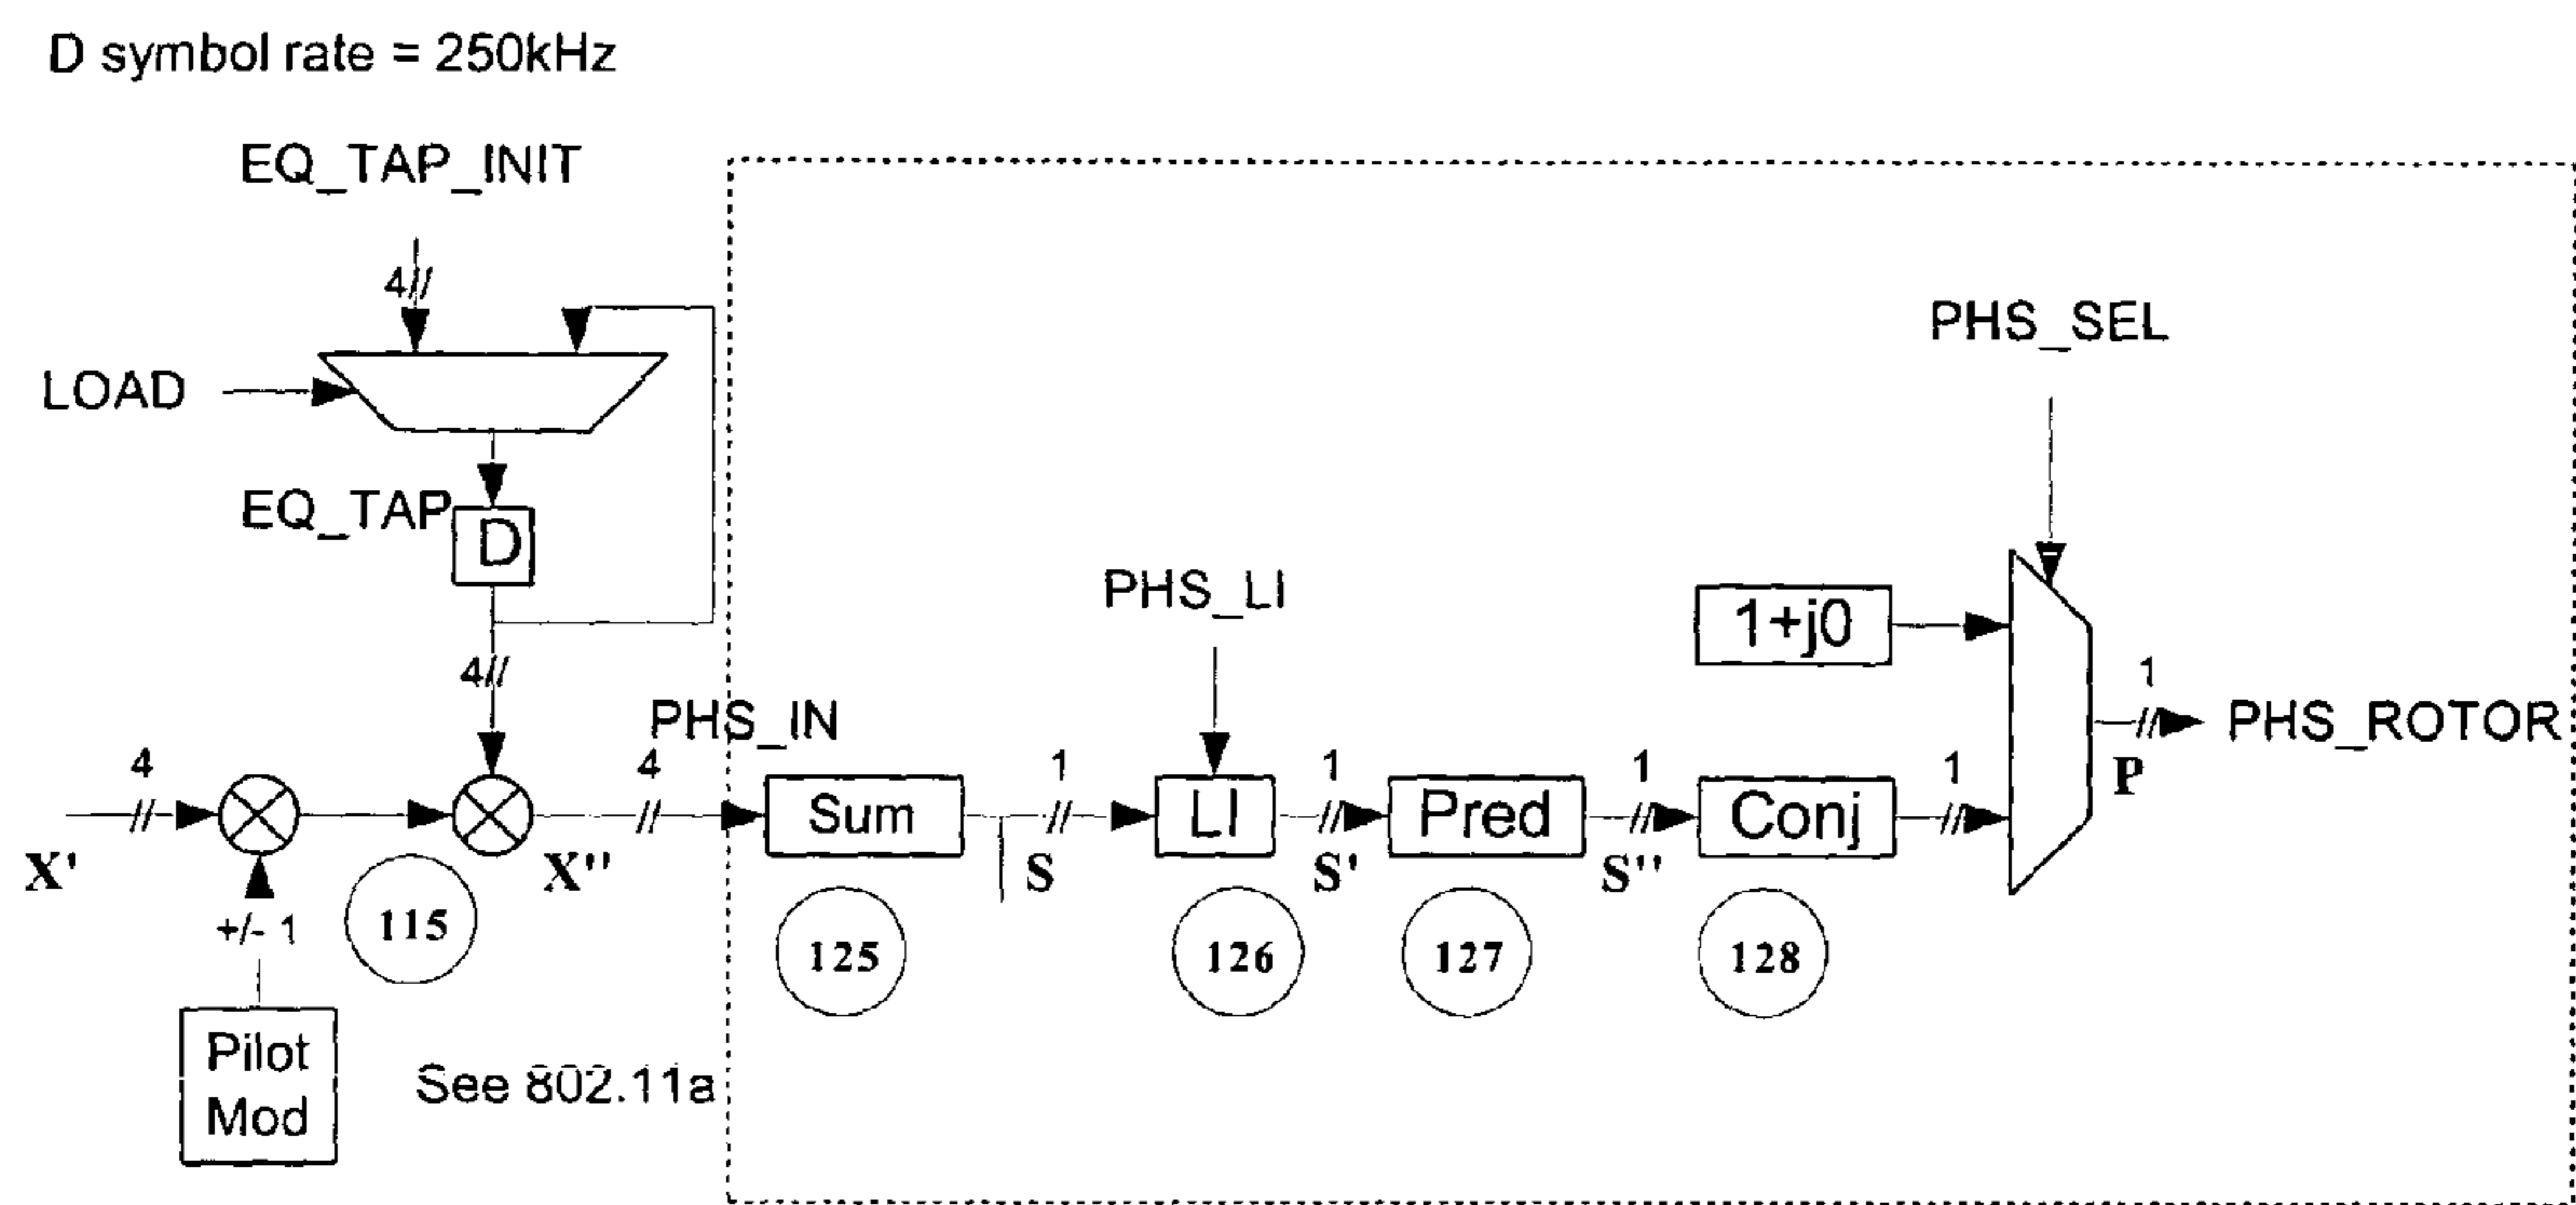 D symbol rate = 250kHz
EQ_TAP_INIT
4
PHS_SEL
LOAD
EQ_TAP
D
PHS_LI
1+j0
4
1
PHS_IN
PHS_ROTOR
4
4
1
1
1
1
P
Sum
LI
Pred
Conj
X'
X''
S
S'
S''
+/- 1
115
125
126
127
128
Pilot
Mod
See 802.11a